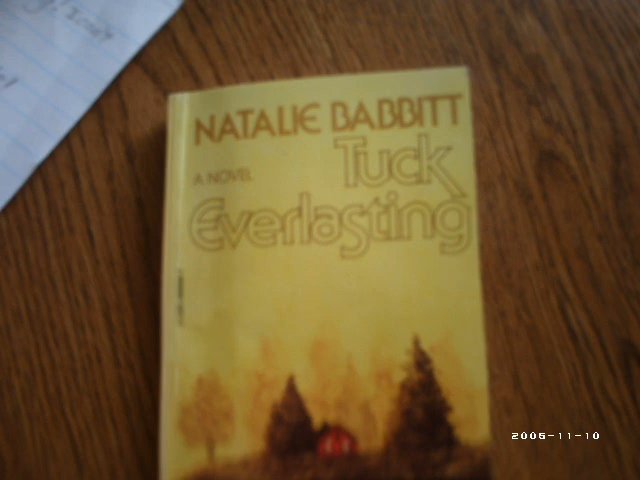 NATALIE BABBITT
A NOVEL
Tuck
Everlasting
2006-11-10